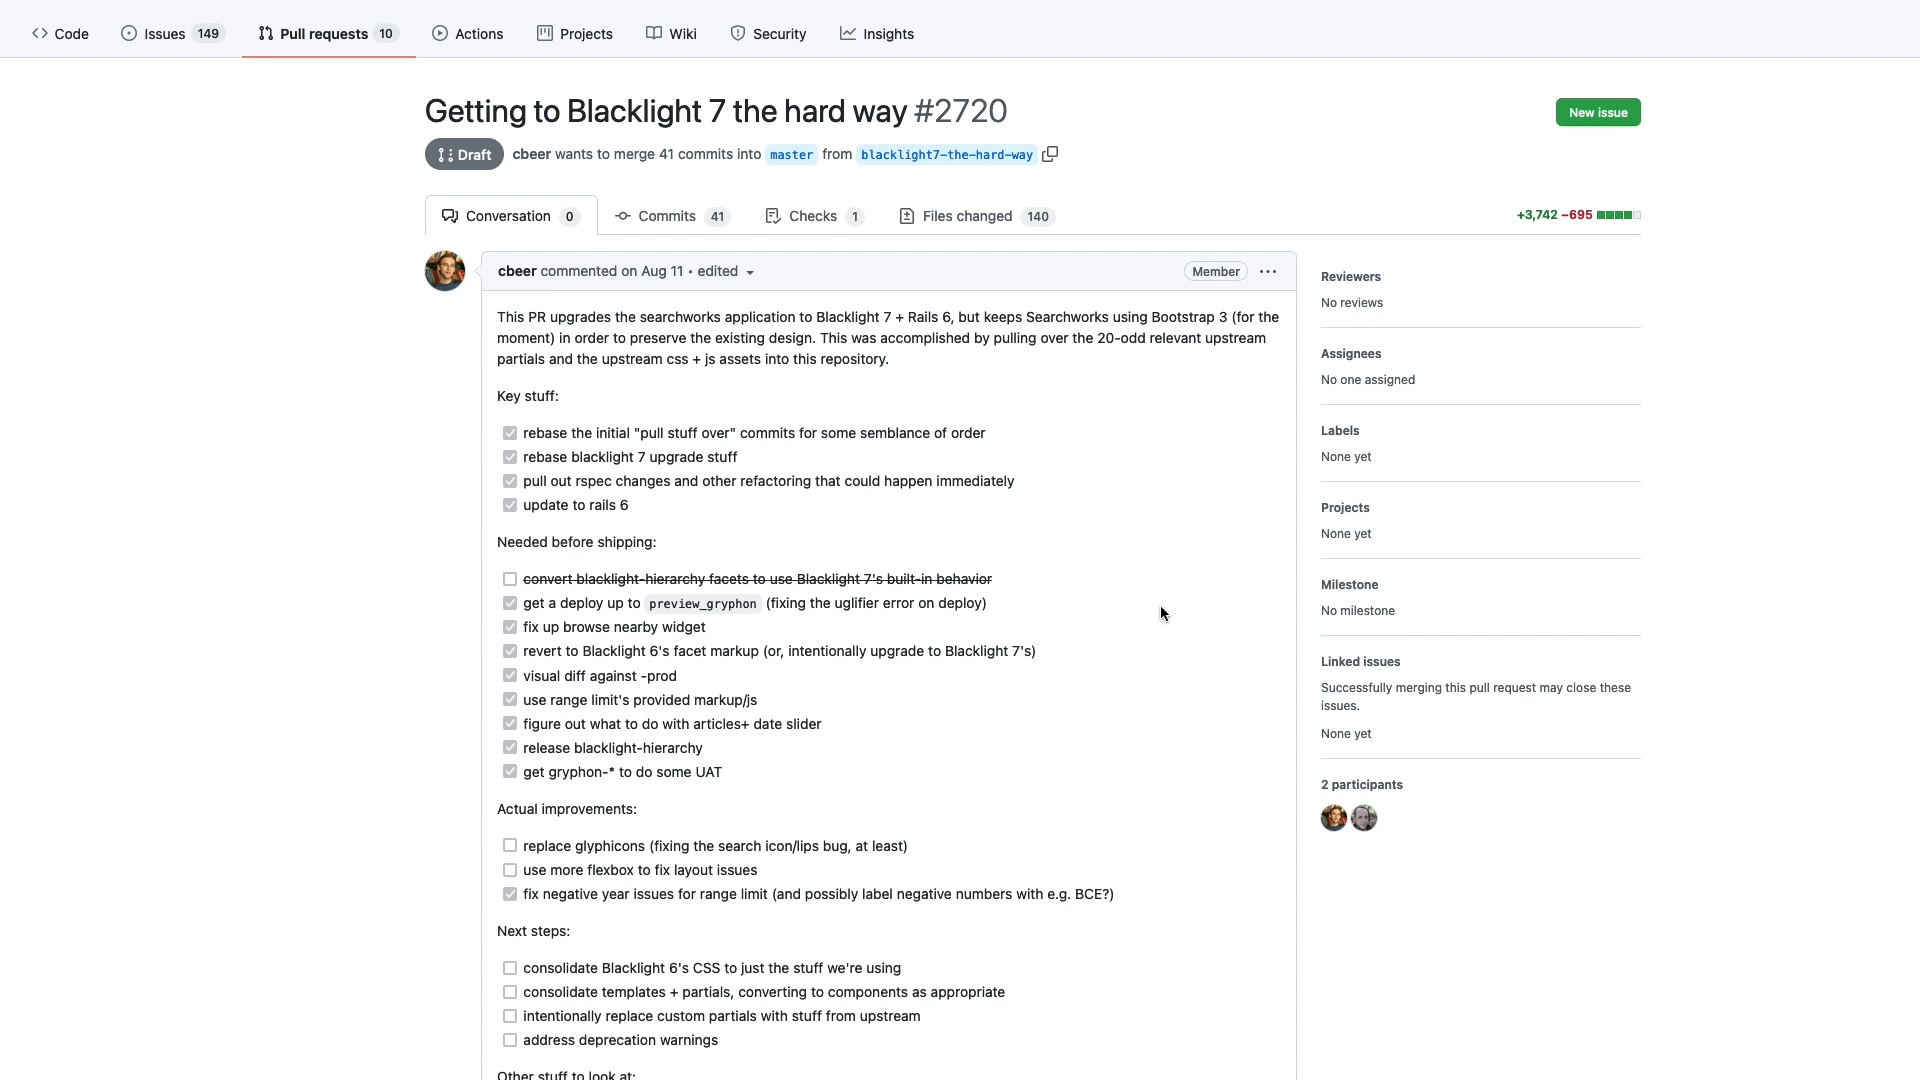 Code Issues 149 Pull requests 10 Actions Projects Wiki Security Insights
Getting to Blacklight 7 the hard way #2720
New issue
Draft cbeer wants to merge 41 commits into master from blacklight7-the-hard-way
Conversation 0 Commits 41 Checks 1 Files changed 140
+3,742 −695
cbeer commented on Aug 11 • edited
Member
This PR upgrades the searchworks application to Blacklight 7 + Rails 6, but keeps Searchworks using Bootstrap 3 (for the
moment) in order to preserve the existing design. This was accomplished by pulling over the 20-odd relevant upstream
partials and the upstream css + js assets into this repository.
Key stuff:
rebase the initial "pull stuff over" commits for some semblance of order
rebase blacklight 7 upgrade stuff
pull out rspec changes and other refactoring that could happen immediately
update to rails 6
Needed before shipping:
convert blacklight-hierarchy facets to use Blacklight 7's built-in behavior
get a deploy up to preview_gryphon (fixing the uglifier error on deploy)
fix up browse nearby widget
revert to Blacklight 6's facet markup (or, intentionally upgrade to Blacklight 7's)
visual diff against -prod
use range limit's provided markup/js
figure out what to do with articles+ date slider
release blacklight-hierarchy
get gryphon-* to do some UAT
Actual improvements:
replace glyphicons (fixing the search icon/lips bug, at least)
use more flexbox to fix layout issues
fix negative year issues for range limit (and possibly label negative numbers with e.g. BCE?)
Next steps:
consolidate Blacklight 6's CSS to just the stuff we're using
consolidate templates + partials, converting to components as appropriate
intentionally replace custom partials with stuff from upstream
address deprecation warnings
Other stuff to look at:
Reviewers
No reviews
Assignees
No one assigned
Labels
None yet
Projects
None yet
Milestone
No milestone
Linked issues
Successfully merging this pull request may close these
issues.
None yet
2 participants